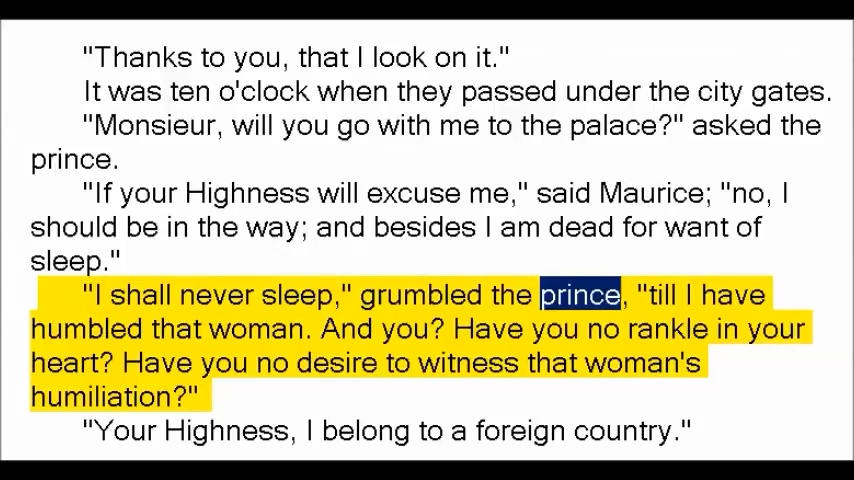 "Thanks to you, that I look on it."
It was ten o'clock when they passed under the city gates.
"Monsieur, will you go with me to the palace?" asked the
prince.
"If your Highness will excuse me," said Maurice; "no, I
should be in the way; and besides I am dead for want of
sleep."
"I shall never sleep," grumbled the prince, "till I have
humbled that woman. And you? Have you no rankle in your
heart? Have you no desire to witness that woman's
humiliation?"
"Your Highness, I belong to a foreign country."